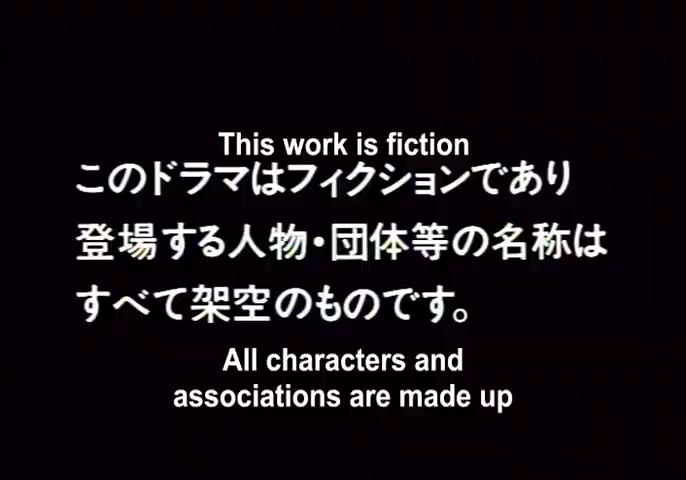 This work is fiction
このドラマはフィクションであり
登場する人物・団体等の名称は
すべて架空のものです。
All characters and
associations are made up